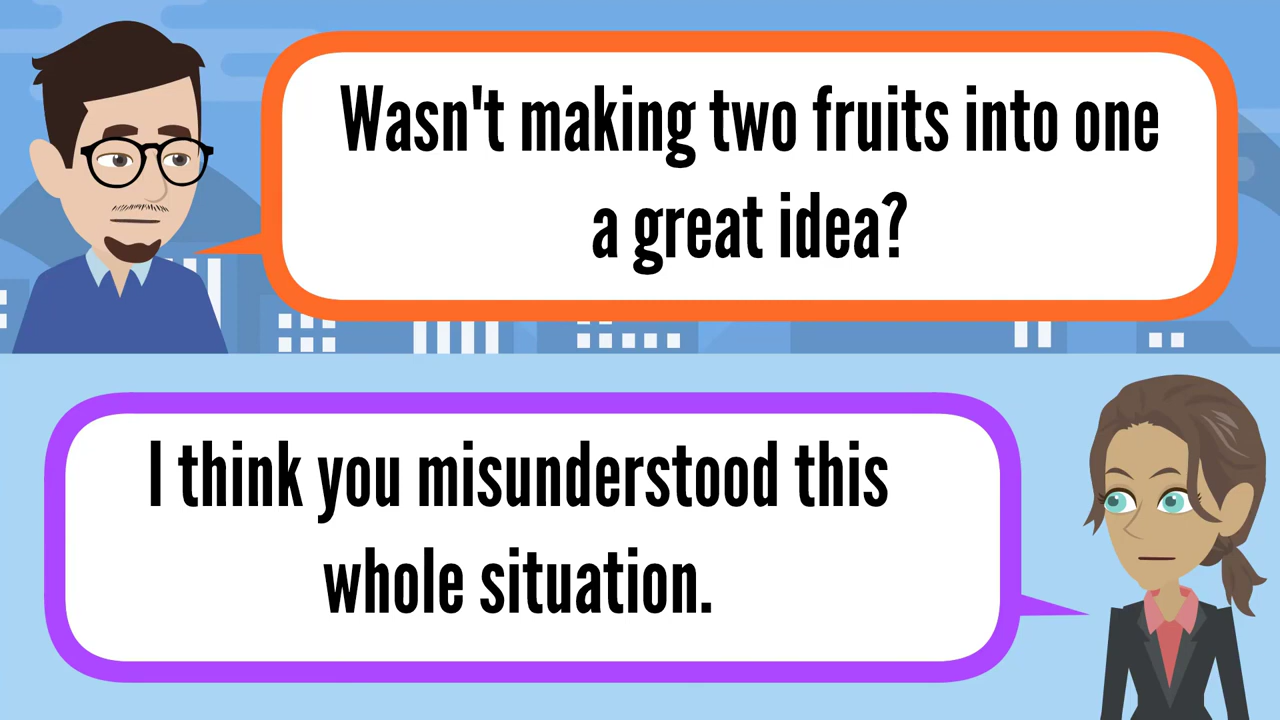 Wasn't making two fruits into one
a great idea?
I think you misunderstood this
whole situation.